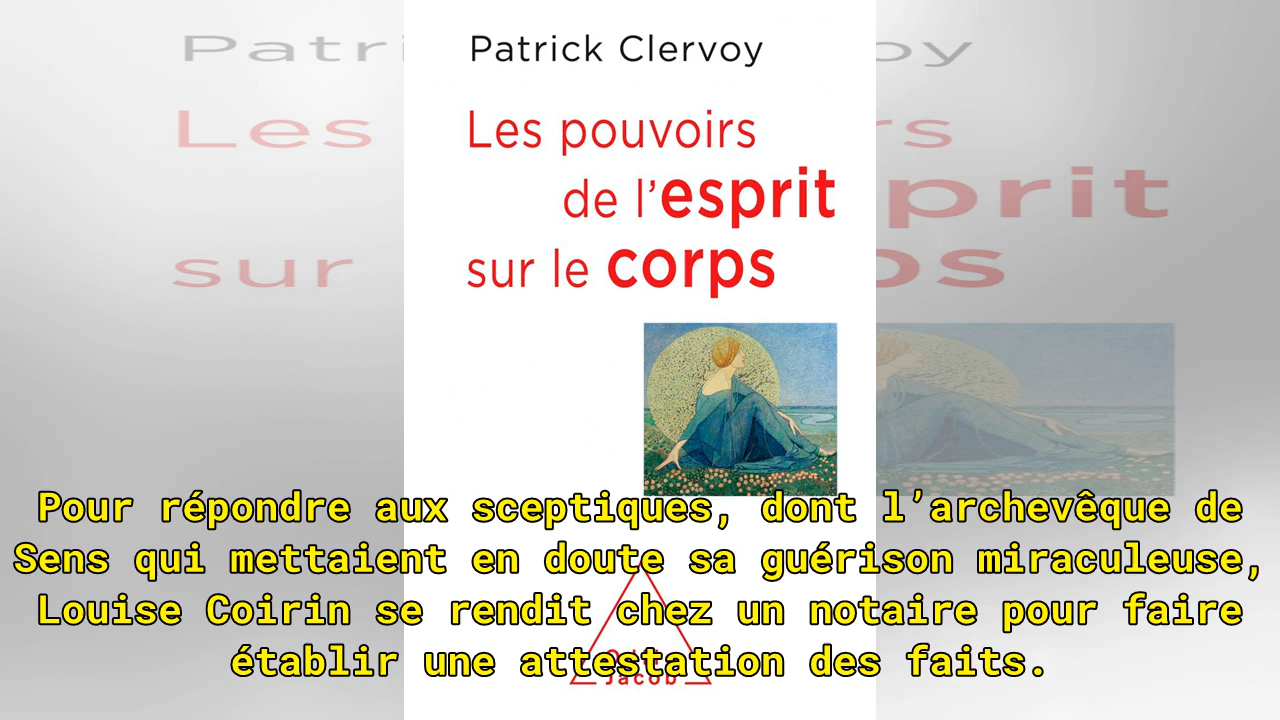 Patrick Clervoy
Les pouvoirs
de l’esprit
sur le corps
Pour répondre aux sceptiques, dont l’archevêque de
Sens qui mettaient en doute sa guérison miraculeuse,
Louise Coirin se rendit chez un notaire pour faire
établir une attestation des faits.
Jacob